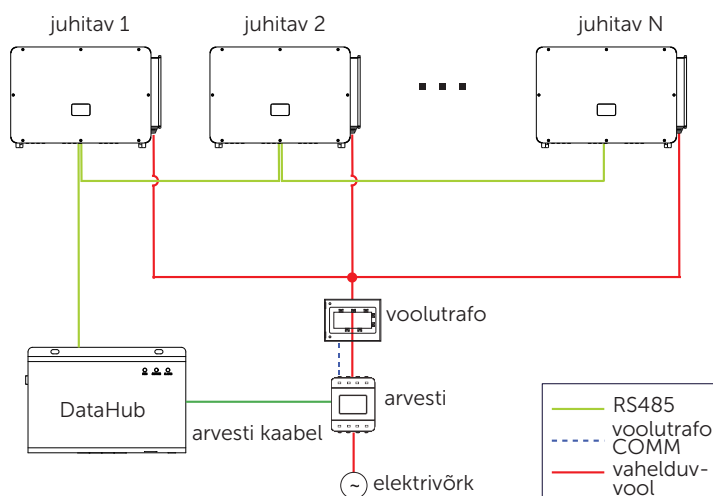 juhitav 1
juhitav 2
juhitav N
voolutrafo
DataHub
arvesti kaabel
arvesti
elektrivõrk
RS485
voolutrafo
COMM
vahelduv-
vool